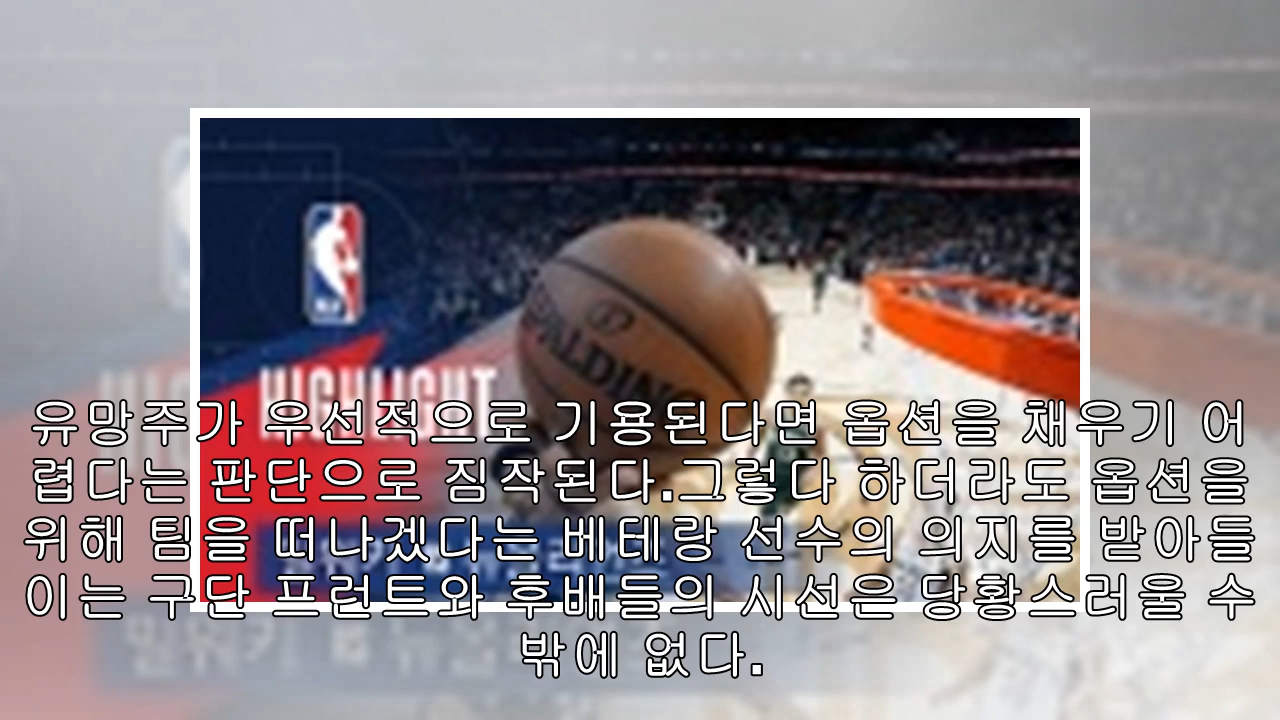 HIGHLIGHT
SPALDING
유망주가 우선적으로 기용된다면 옵션을 채우기 어
렵다는 판단으로 짐작된다.그렇다 하더라도 옵션을
위해 팀을 떠나겠다는 베테랑 선수의 의지를 받아들
이는 구단 프런트와 후배들의 시선은 당황스러울 수
밖에 없다.